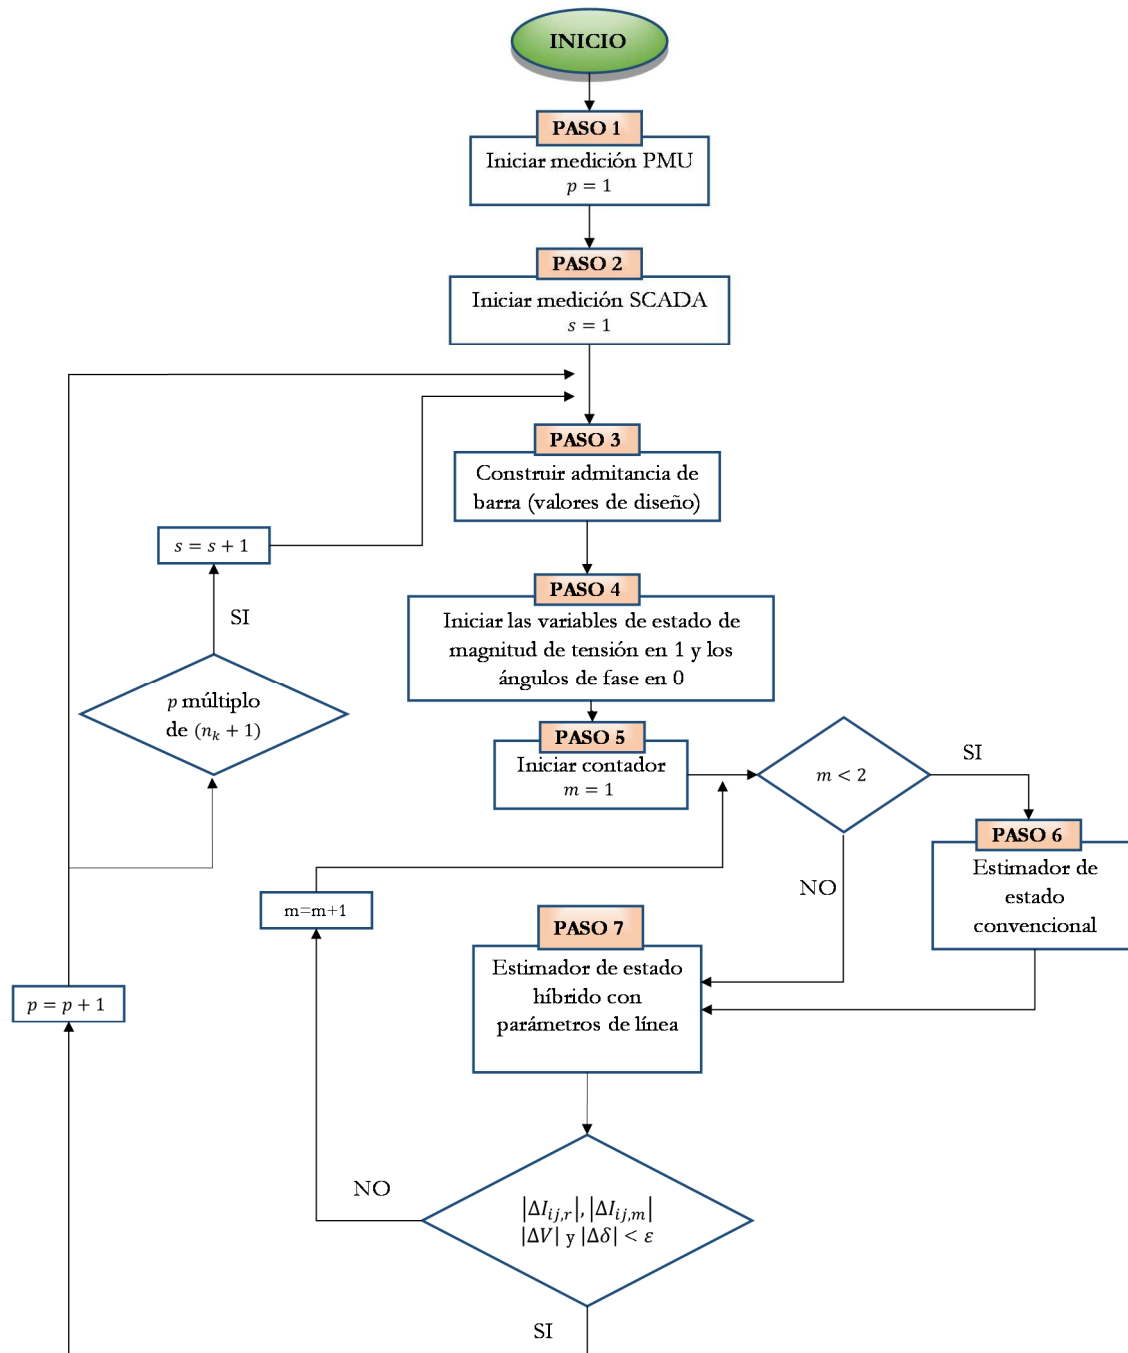 INICIO
PASO 1
Iniciar medición PMU
p = 1
PASO 2
Iniciar medición SCADA
s = 1
PASO 3
Construir admitancia de
barra (valores de diseño)
s = s + 1
PASO 4
Iniciar las variables de estado de
magnitud de tensión en 1 y los
ángulos de fase en 0
SI
p múltiplo
de (n_k + 1)
PASO 5
Iniciar contador
m = 1
m < 2
SI
PASO 6
Estimador de
estado
convencional
NO
m=m+1
PASO 7
Estimador de estado
híbrido con
parámetros de línea
p = p + 1
NO
|ΔI_{ij,r}|, |ΔI_{ij,m}|
|ΔV| y |Δδ| < ε
SI